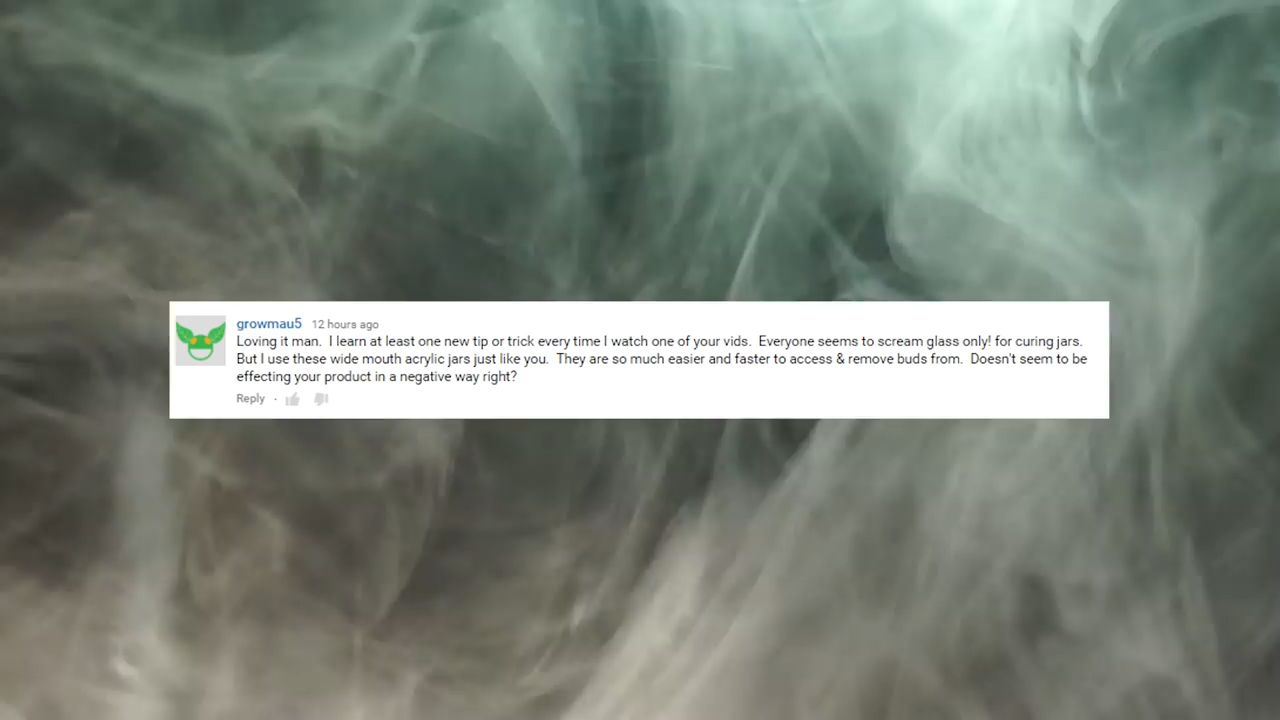 growmau5 12 hours ago
Loving it man. I learn at least one new tip or trick every time I watch one of your vids. Everyone seems to scream glass only! for curing jars.
But I use these wide mouth acrylic jars just like you. They are so much easier and faster to access & remove buds from. Doesn't seem to be
effecting your product in a negative way right?
Reply ·